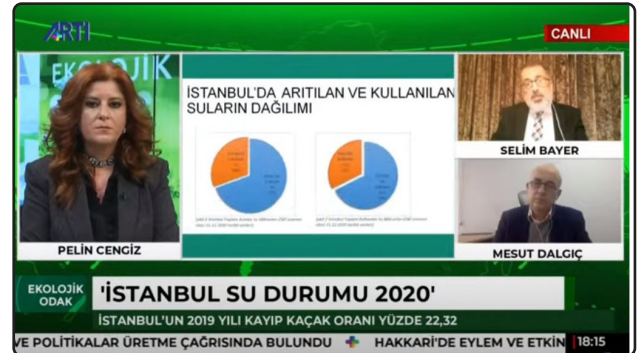 ARTI
CANLI
EKOLOJİK
İSTANBUL'DA ARITILAN VE KULLANILAN
SULARIN DAĞILIMI
SELİM BAYER
PELİN CENGİZ
MESUT DALGIÇ
EKOLOJİK
ODAK
'İSTANBUL SU DURUMU 2020'
İSTANBUL'UN 2019 YILI KAYIP KAÇAK ORANI YÜZDE 22,32
VE POLİTİKALAR ÜRETME ÇAĞRISINDA BULUNDU
HAKKARİ'DE EYLEM VE ETKİN
18:15